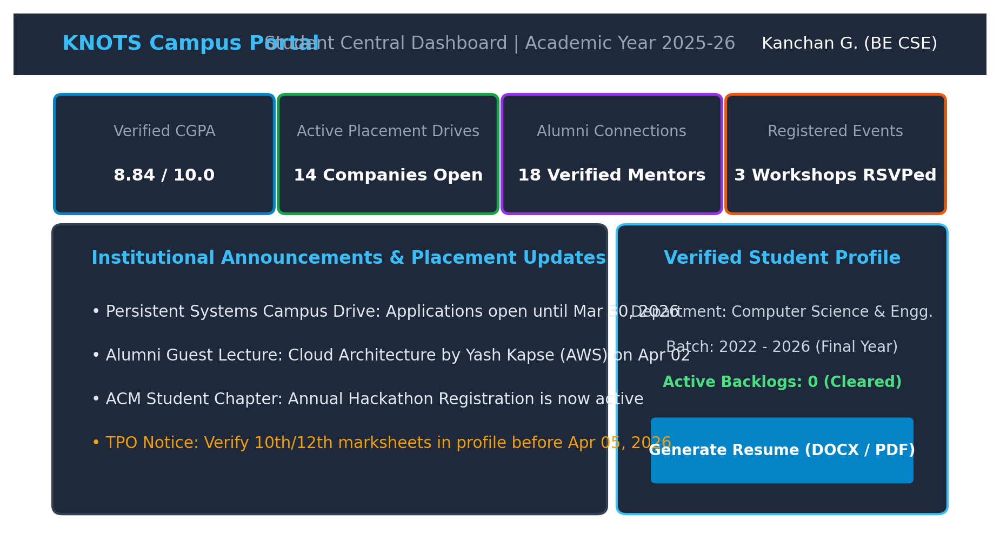 KNOTS Campus Portal
Student Central Dashboard | Academic Year 2025-26
Kanchan G. (BE CSE)
Verified CGPA
8.84 / 10.0
Active Placement Drives
14 Companies Open
Alumni Connections
18 Verified Mentors
Registered Events
3 Workshops RSVPed
Institutional Announcements & Placement Updates
• Persistent Systems Campus Drive: Applications open until Mar 30, 2026
• Alumni Guest Lecture: Cloud Architecture by Yash Kapse (AWS) on Apr 02
• ACM Student Chapter: Annual Hackathon Registration is now active
• TPO Notice: Verify 10th/12th marksheets in profile before Apr 05, 2026
Verified Student Profile
Department: Computer Science & Engg.
Batch: 2022 - 2026 (Final Year)
Active Backlogs: 0 (Cleared)
Generate Resume (DOCX / PDF)